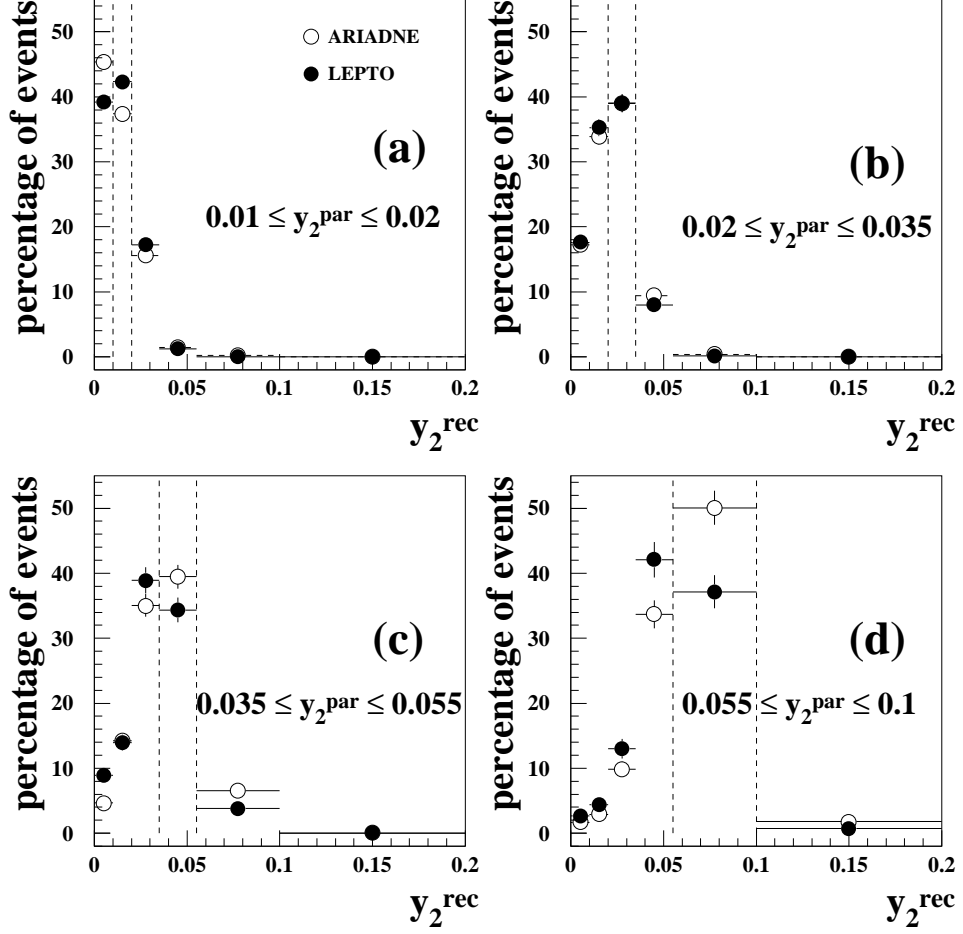 percentage of events
50
40
30
20
10
0
○ ARIADNE
● LEPTO
(a)
0.01 ≤ y₂ᵖᵃʳ ≤ 0.02
0 0.05 0.1 0.15 0.2
y₂ʳᵉᶜ
percentage of events
50
40
30
20
10
0
(b)
0.02 ≤ y₂ᵖᵃʳ ≤ 0.035
0 0.05 0.1 0.15 0.2
y₂ʳᵉᶜ
percentage of events
50
40
30
20
10
0
(c)
0.035 ≤ y₂ᵖᵃʳ ≤ 0.055
0 0.05 0.1 0.15 0.2
y₂ʳᵉᶜ
percentage of events
50
40
30
20
10
0
(d)
0.055 ≤ y₂ᵖᵃʳ ≤ 0.1
0 0.05 0.1 0.15 0.2
y₂ʳᵉᶜ